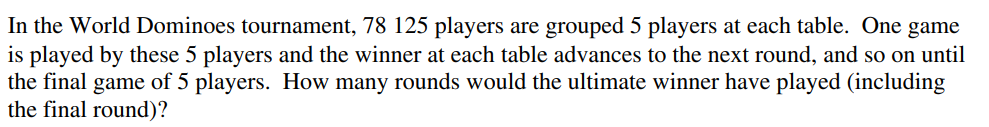 In the World Dominoes tournament, 78 125 players are grouped 5 players at each table.  One game
is played by these 5 players and the winner at each table advances to the next round, and so on until
the final game of 5 players.  How many rounds would the ultimate winner have played (including
the final round)?